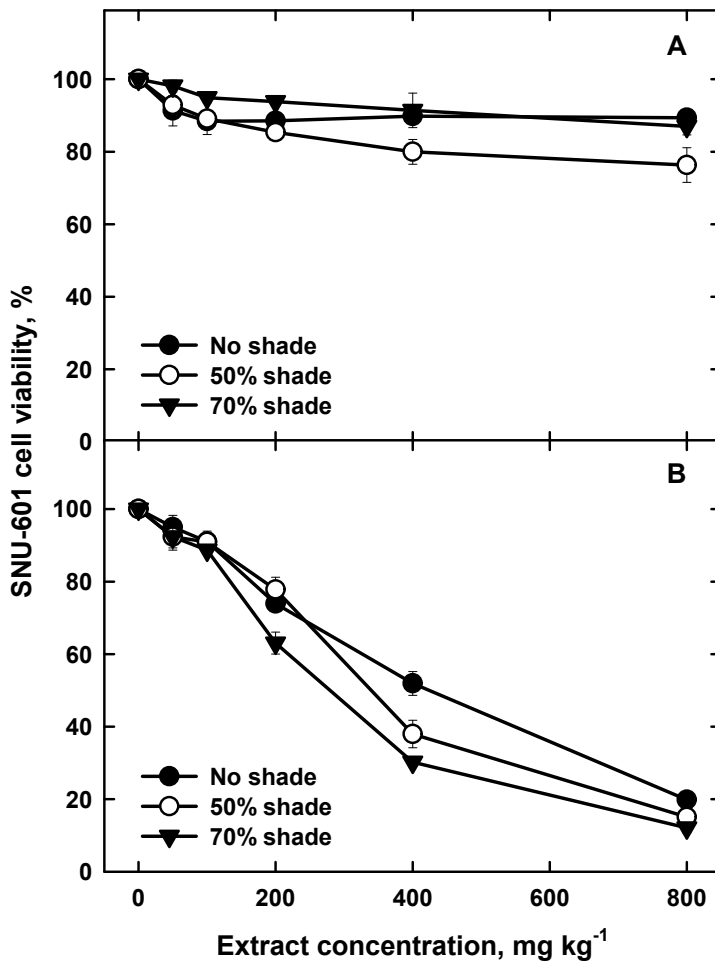 A
100
80
60
40
20
0
No shade
50% shade
70% shade
SNU-601 cell viability, %
B
100
80
60
40
20
0
No shade
50% shade
70% shade
0 200 400 600 800
Extract concentration, mg kg⁻¹